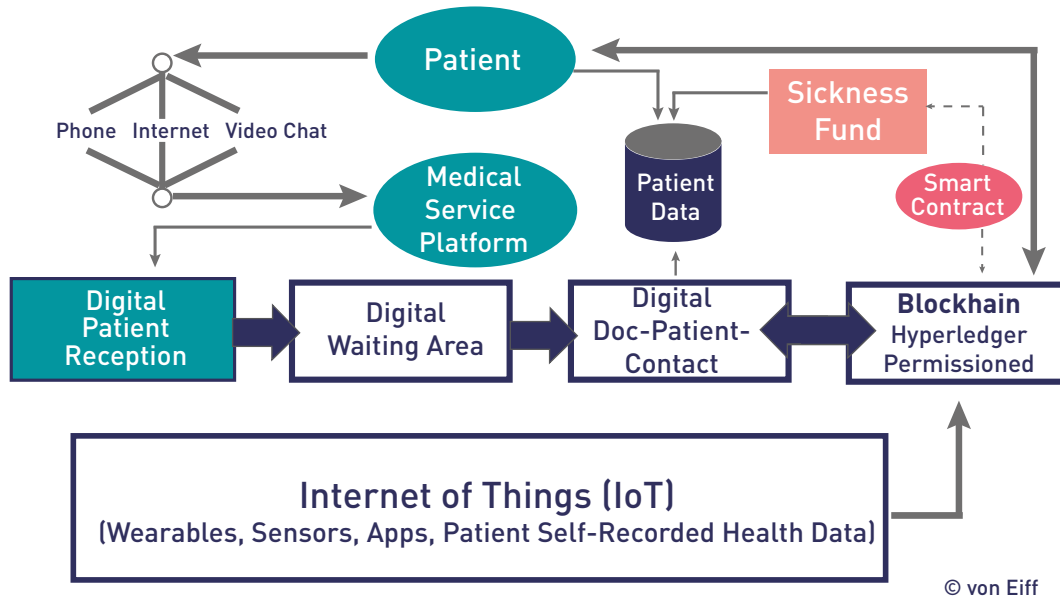 Patient
Phone
Internet
Video Chat
Sickness
Fund
Patient
Data
Medical
Service
Platform
Smart
Contract
Digital
Patient
Reception
Digital
Waiting Area
Digital
Doc-Patient-
Contact
Blockhain
Hyperledger
Permissioned
Internet of Things (IoT)
(Wearables, Sensors, Apps, Patient Self-Recorded Health Data)
© von Eiff